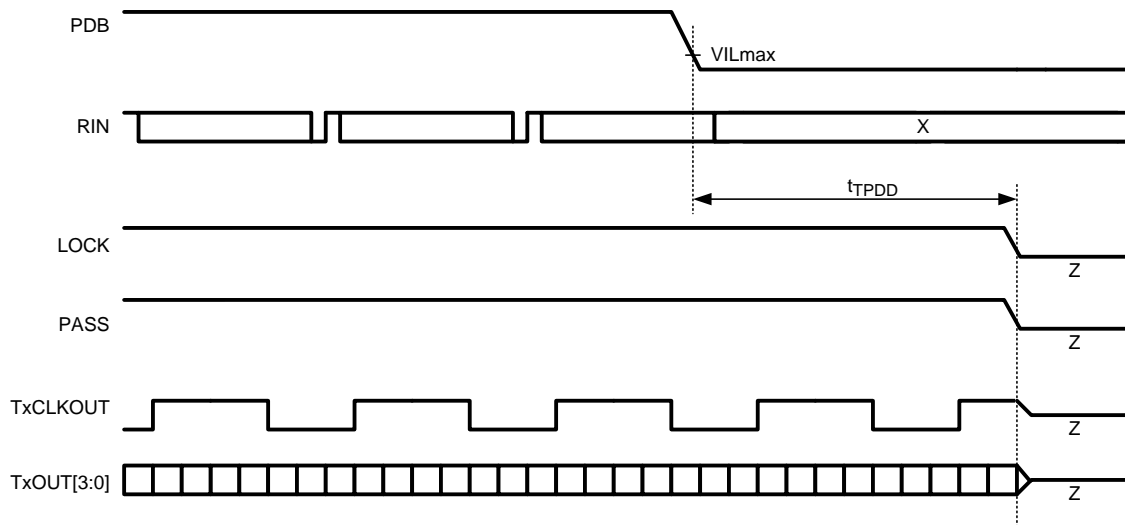 PDB
VILmax
RIN
X
tTPDD
LOCK
Z
PASS
Z
TxCLKOUT
Z
TxOUT[3:0]
Z